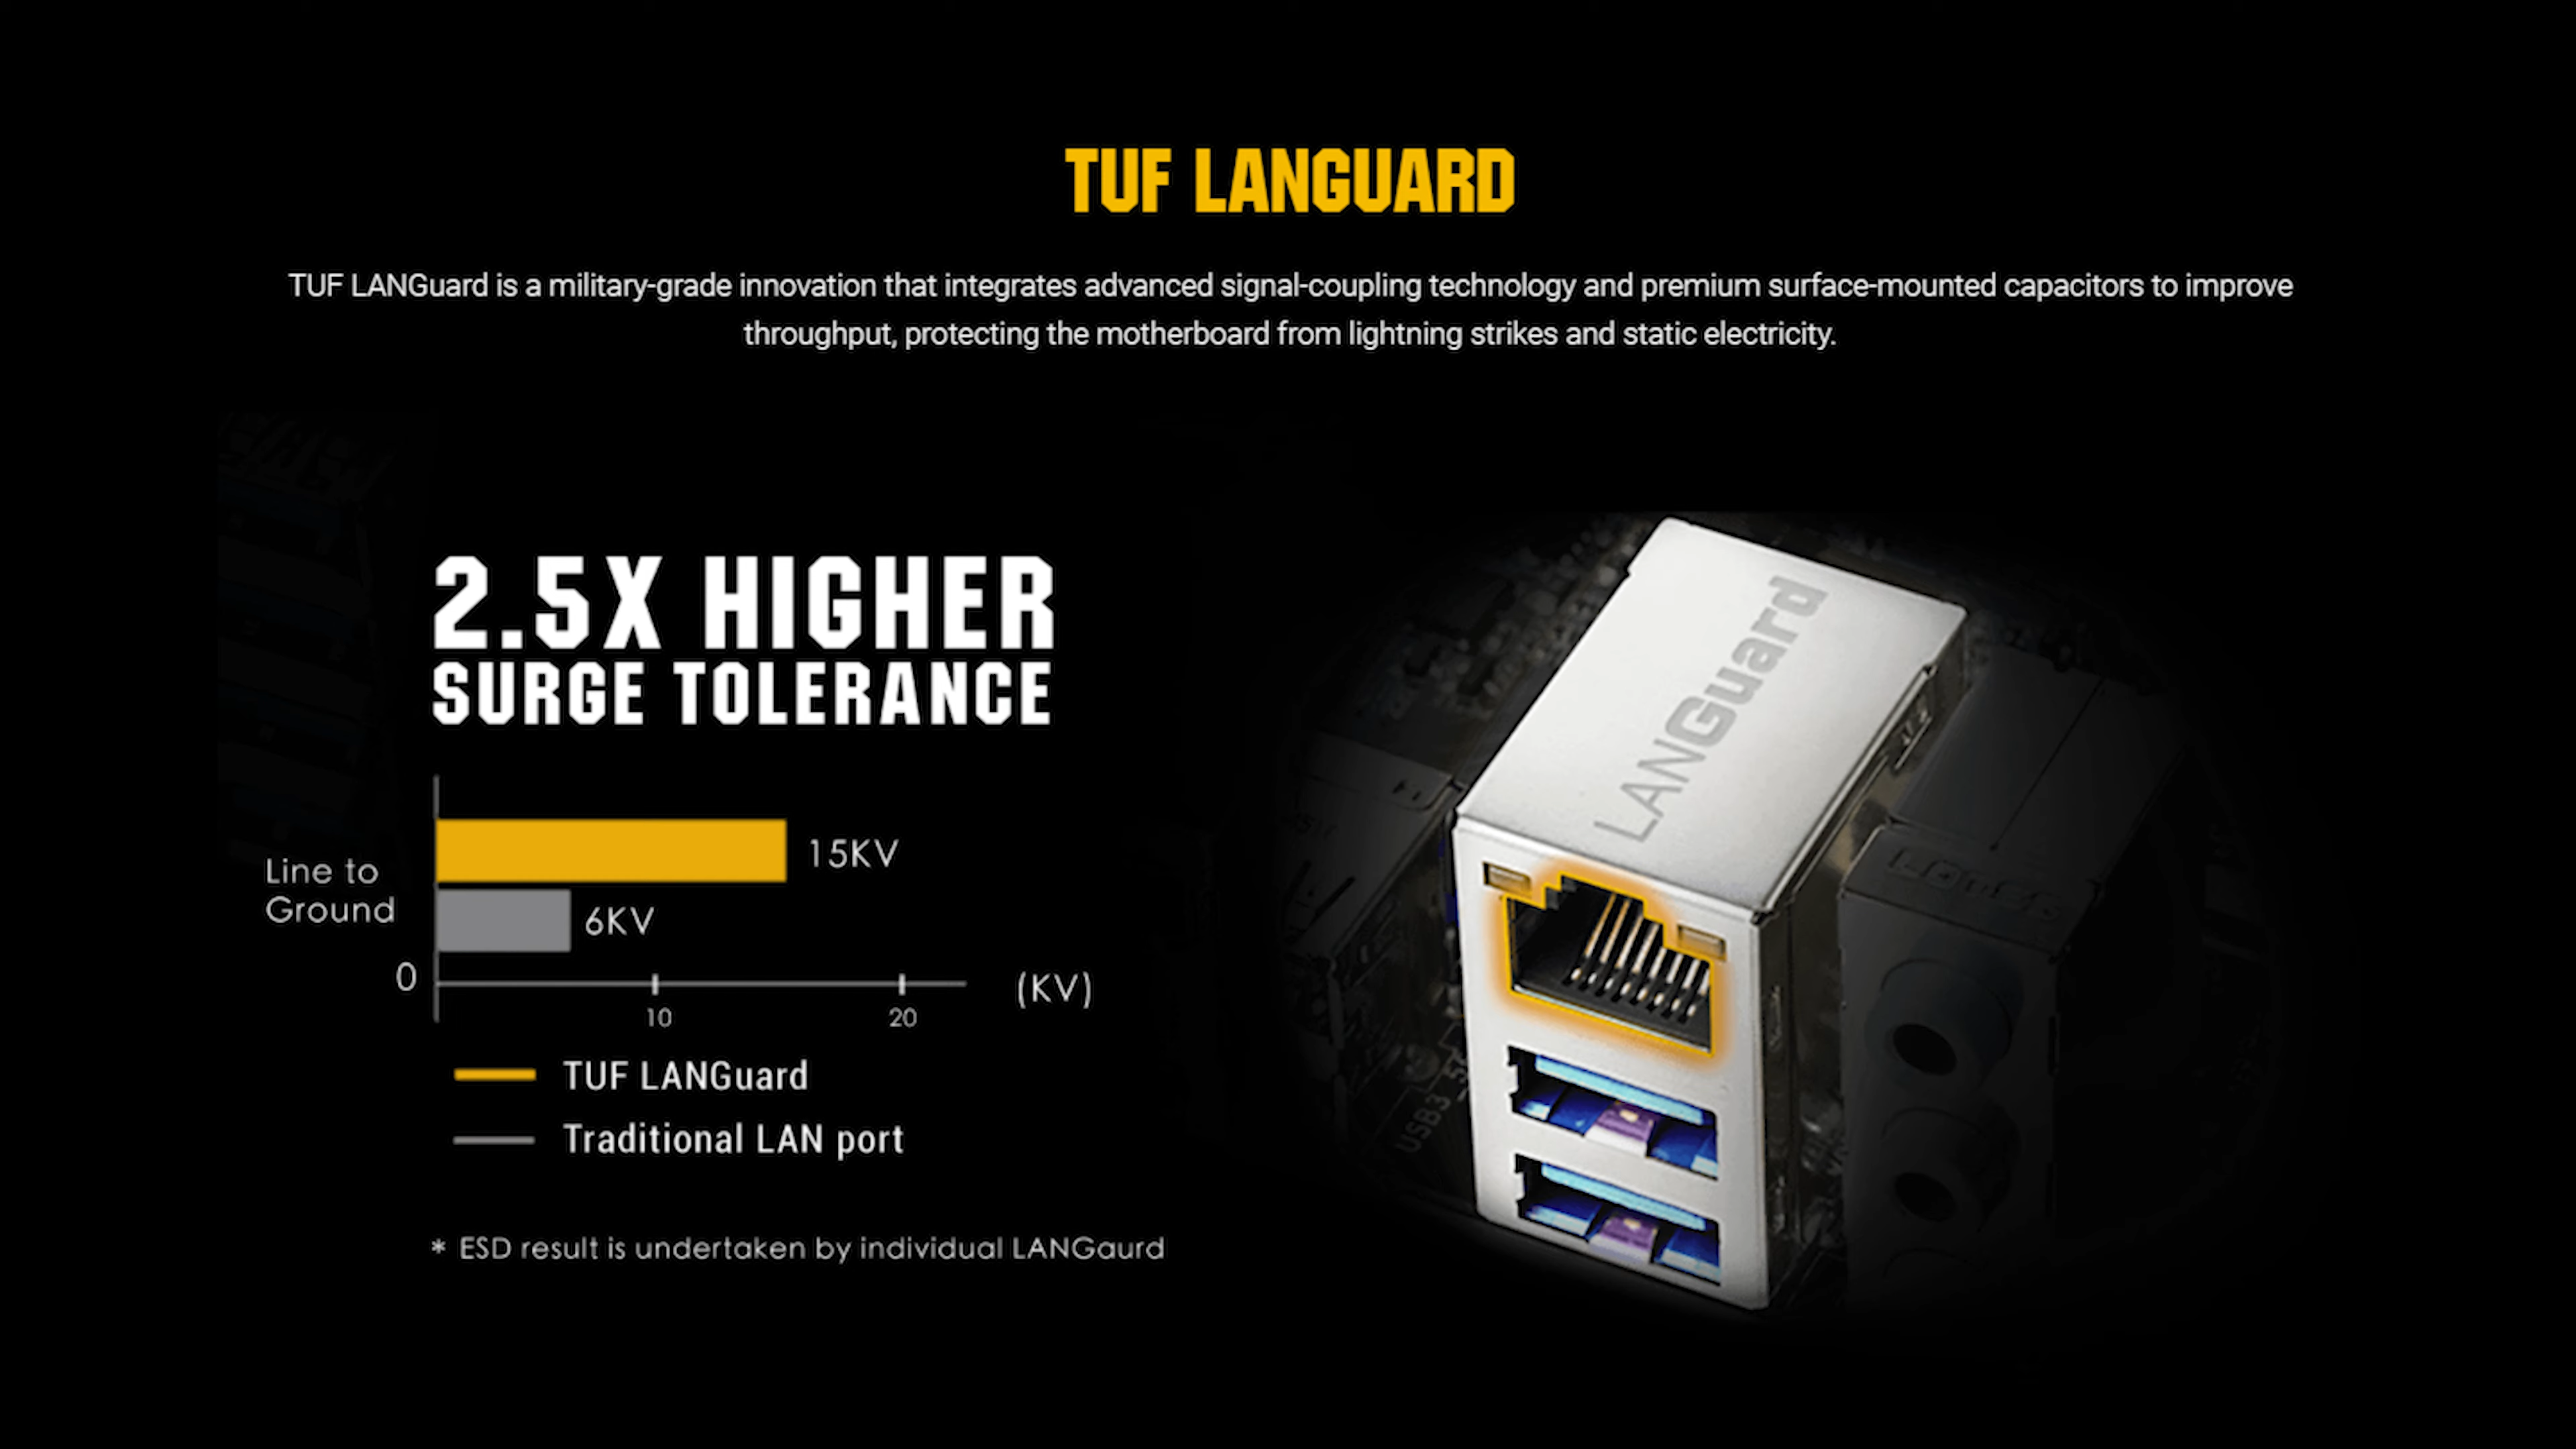 TUF LANGUARD
TUF LANGuard is a military-grade innovation that integrates advanced signal-coupling technology and premium surface-mounted capacitors to improve
throughput, protecting the motherboard from lightning strikes and static electricity.
2.5X HIGHER
SURGE TOLERANCE
15KV
Line to
Ground
6KV
0
(KV)
10
20
TUF LANGuard
Traditional LAN port
* ESD result is undertaken by individual LANGaurd
LANGuard
LOTES
USB3